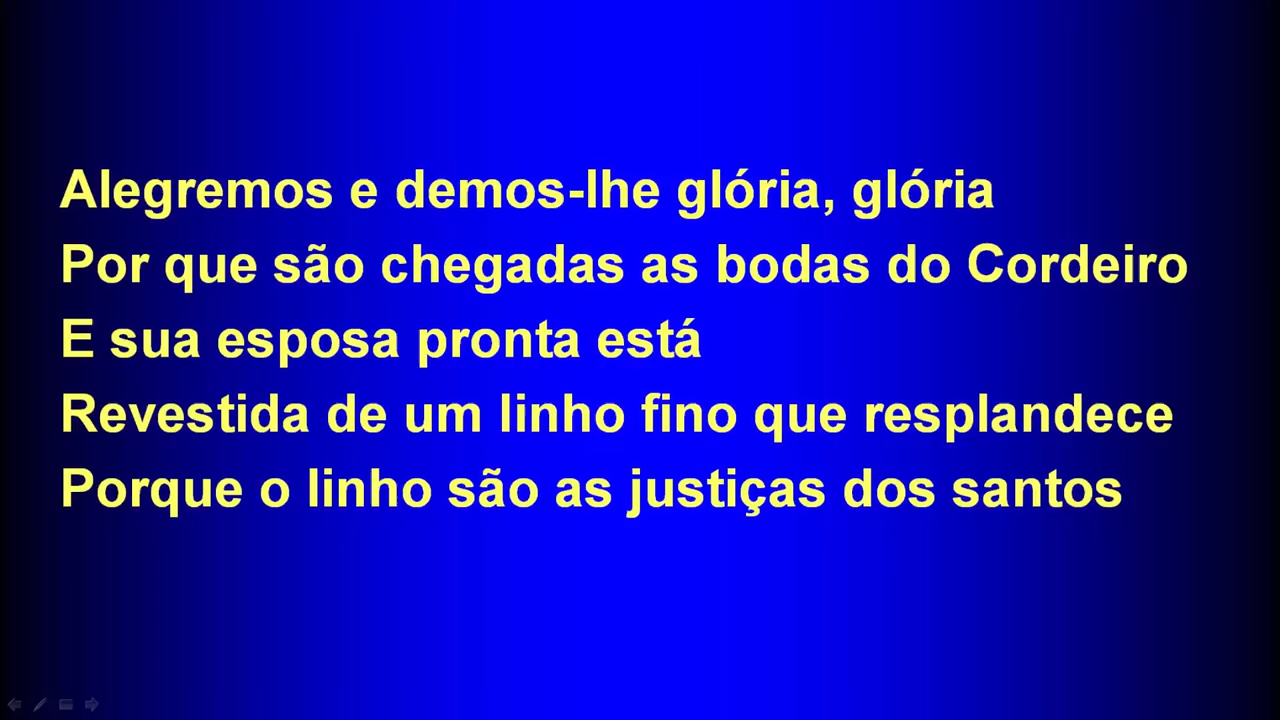 Alegremos e demos-lhe glória, glória
Por que são chegadas as bodas do Cordeiro
E sua esposa pronta está
Revestida de um linho fino que resplandece
Porque o linho são as justiças dos santos